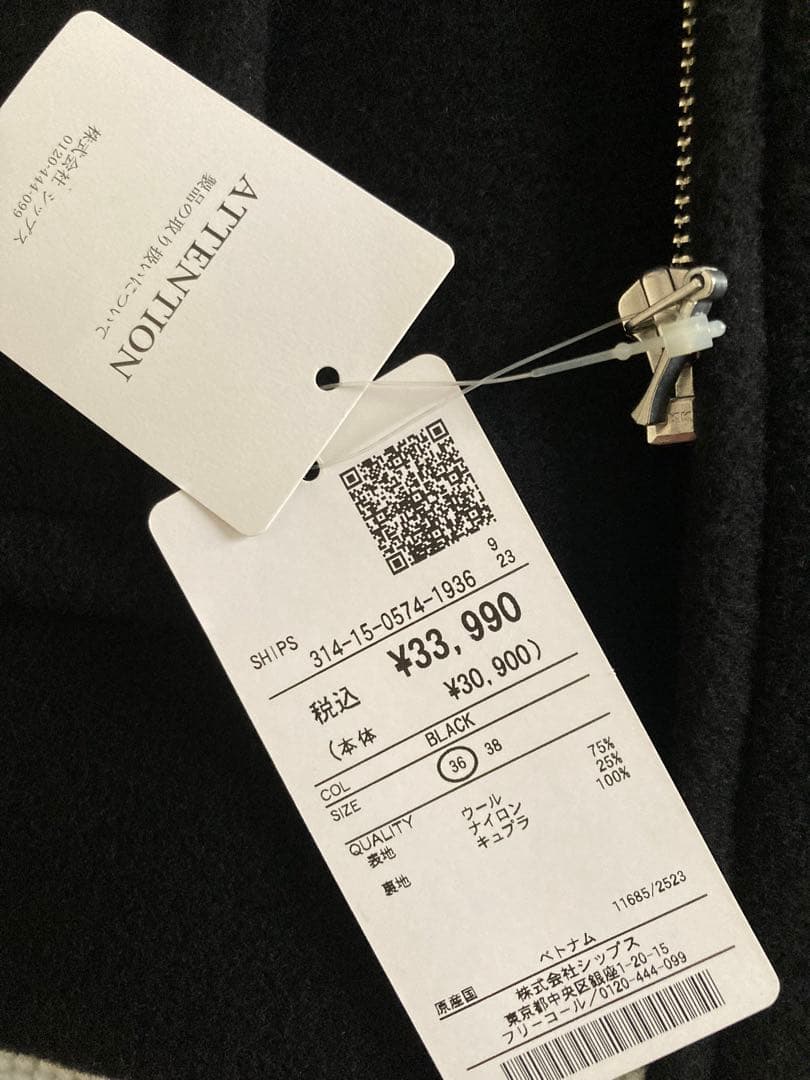 ATTENTION
製品の取り扱いについて
株式会社 シップス
0120-444-099
9
23
SHIPS 314-15-0574-1936
税込 ¥33,990
(本体 ¥30,900)
COL BLACK
SIZE 36 38
QUALITY
表地 ウール 75%
ナイロン 25%
裏地 キュプラ 100%
11685/2523
原産国 ベトナム
株式会社シップス
東京都中央区銀座1-20-15
フリーコール/0120-444-099